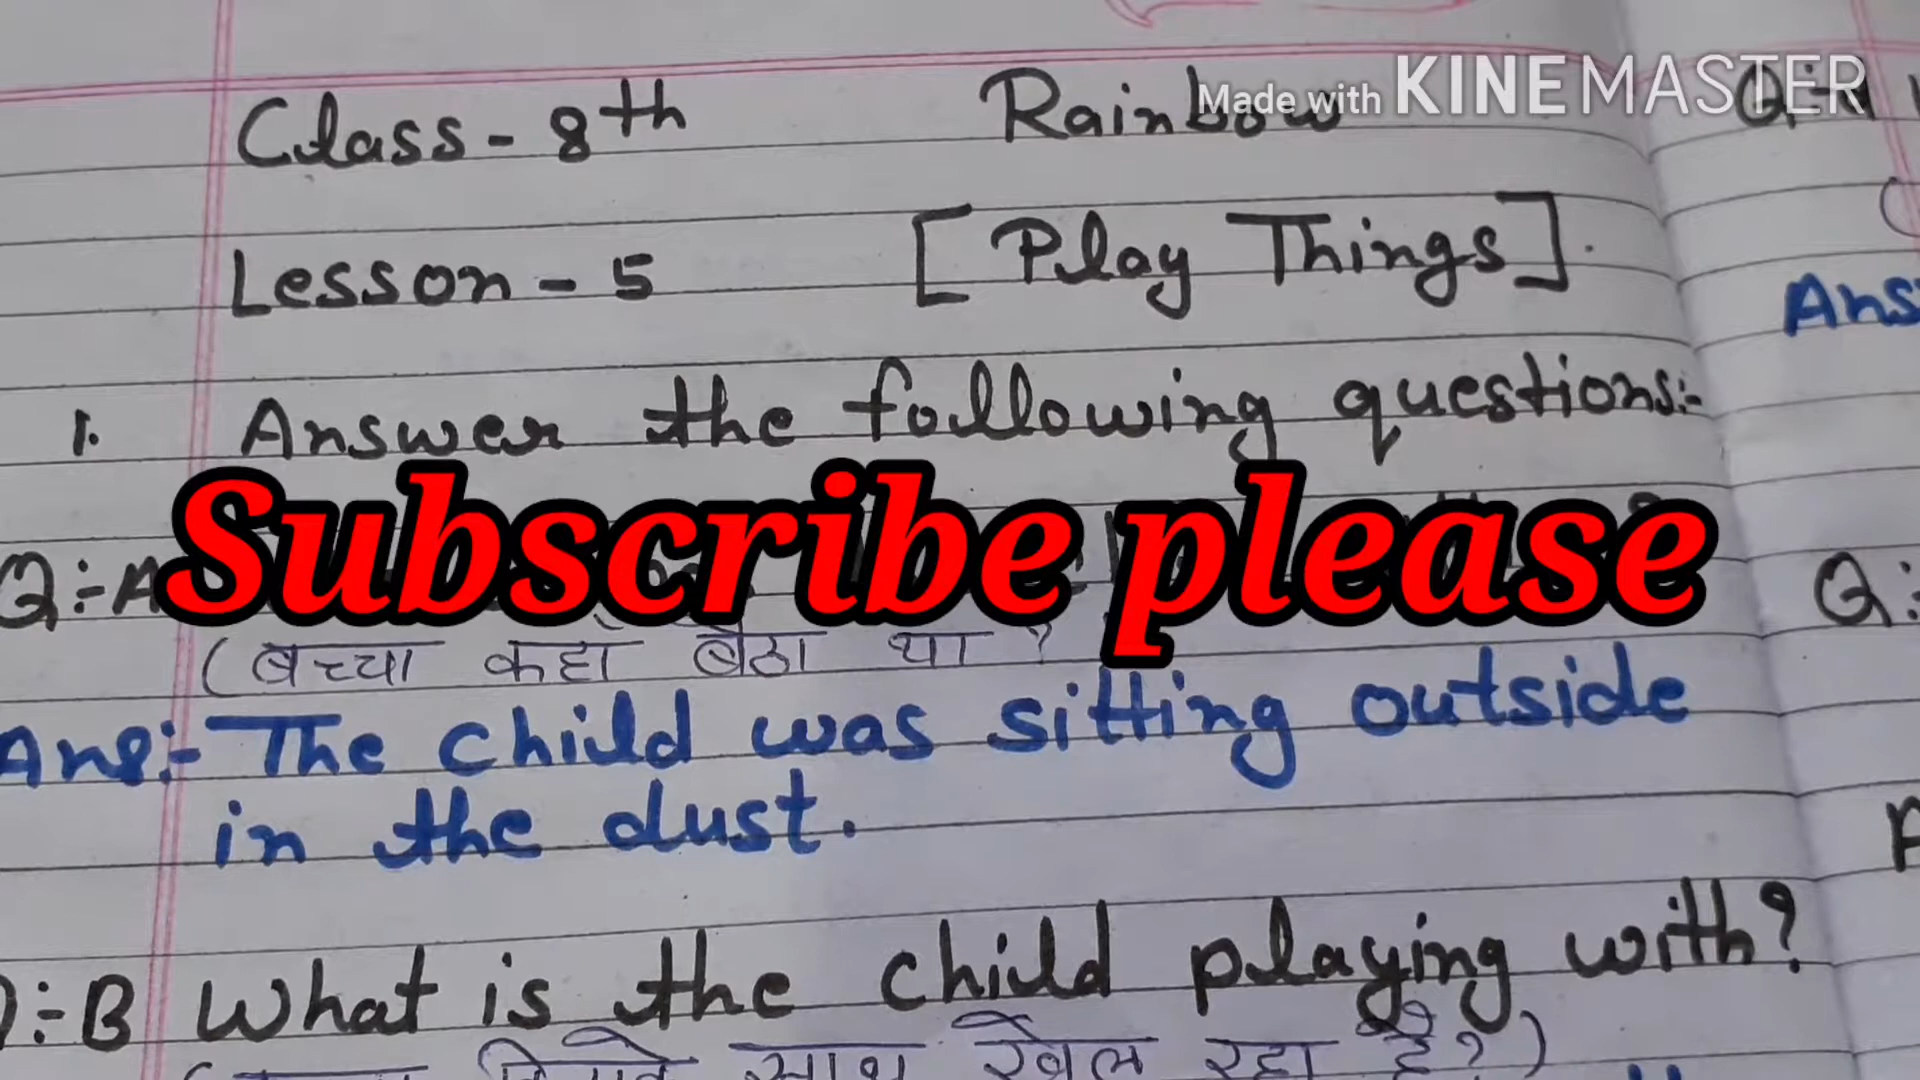 Class - 8th Rainbow
Made with KINEMASTER
Lesson - 5 [Play Things].
1. Answer the following questions:-
Subscribe please
Q:-A
(बच्चा कहाँ बैठा था?
Ans:- The child was sitting outside
in the dust.
:-B What is the child playing with?
साथ खेल रहा है?)
Ans
Q: